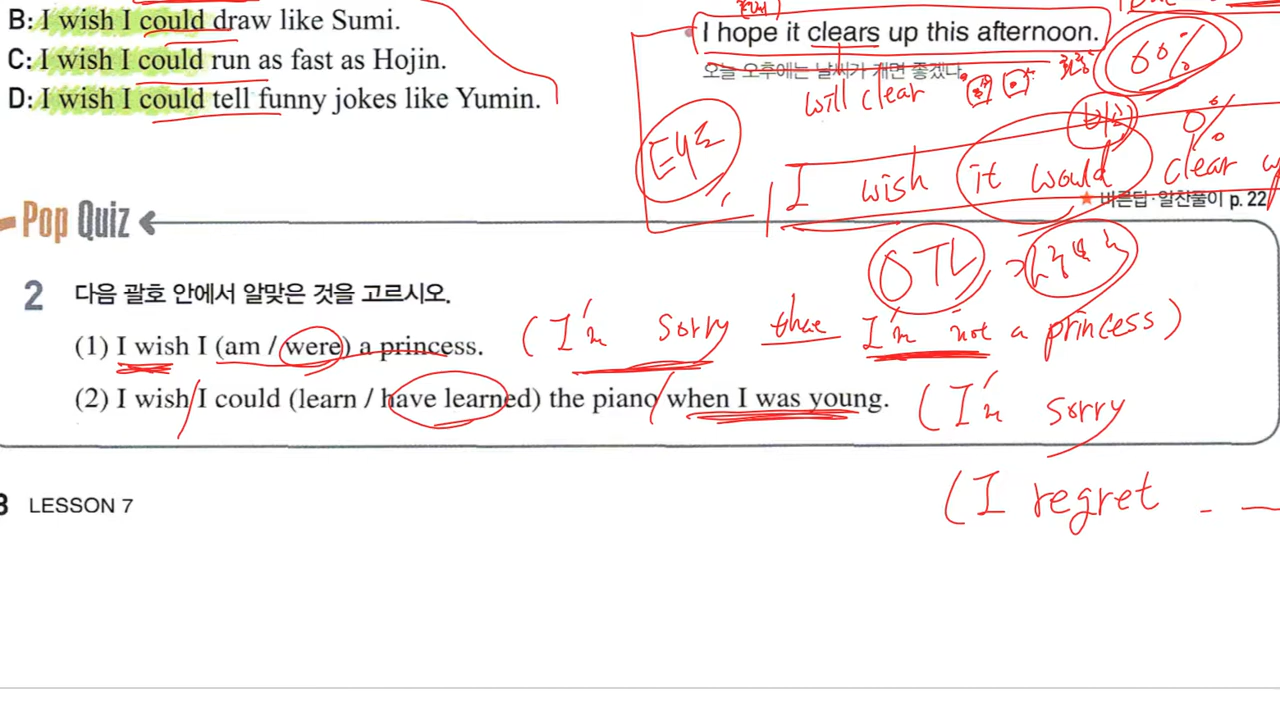 B: I wish I could draw like Sumi.
C: I wish I could run as fast as Hojin.
D: I wish I could tell funny jokes like Yumin.
I hope it clears up this afternoon.
오늘 오후에는 날씨가 개면 좋겠다.
will clear
60%
0%
I wish it would clear
바른답·알찬풀이 p. 22
Pop Quiz
OTL
2 다음 괄호 안에서 알맞은 것을 고르시오.
(1) I wish I (am / were) a princess.
(I'm sorry that I'm not a princess)
(2) I wish I could (learn / have learned) the piano when I was young.
(I'm sorry
(I regret
LESSON 7